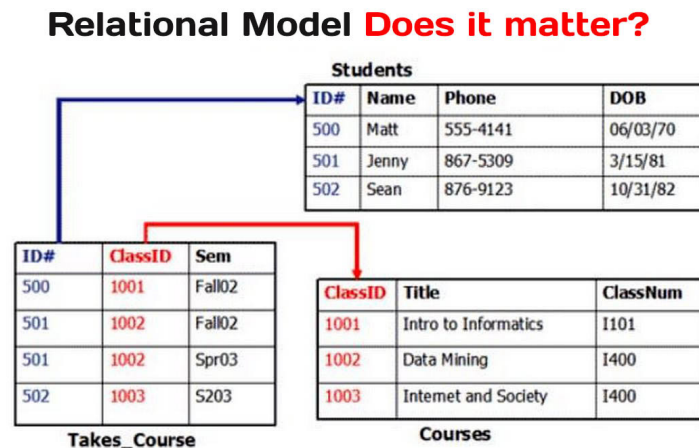 Relational Model Does it matter?
Students
ID# Name Phone DOB
500 Matt 555-4141 06/03/70
501 Jenny 867-5309 3/15/81
502 Sean 876-9123 10/31/82
ID# ClassID Sem
500 1001 Fall02
501 1002 Fall02
501 1002 Spr03
502 1003 S203
Takes_Course
ClassID Title ClassNum
1001 Intro to Informatics I101
1002 Data Mining I400
1003 Internet and Society I400
Courses